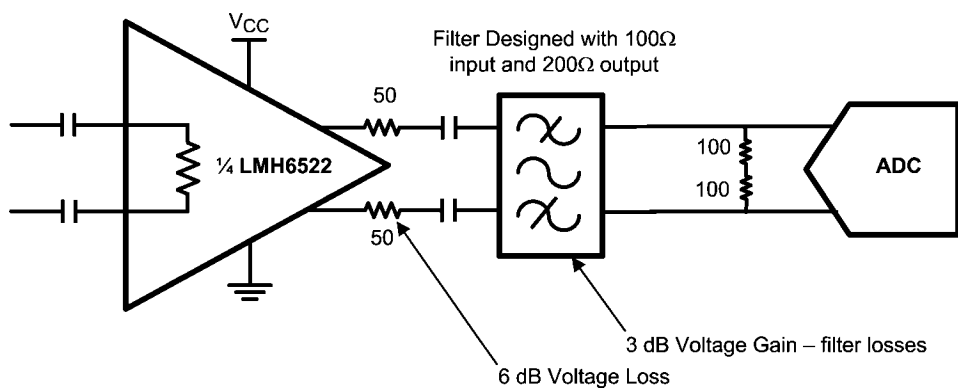 VCC
Filter Designed with 100Ω
input and 200Ω output
50
¼ LMH6522
100
100
ADC
50
3 dB Voltage Gain – filter losses
6 dB Voltage Loss